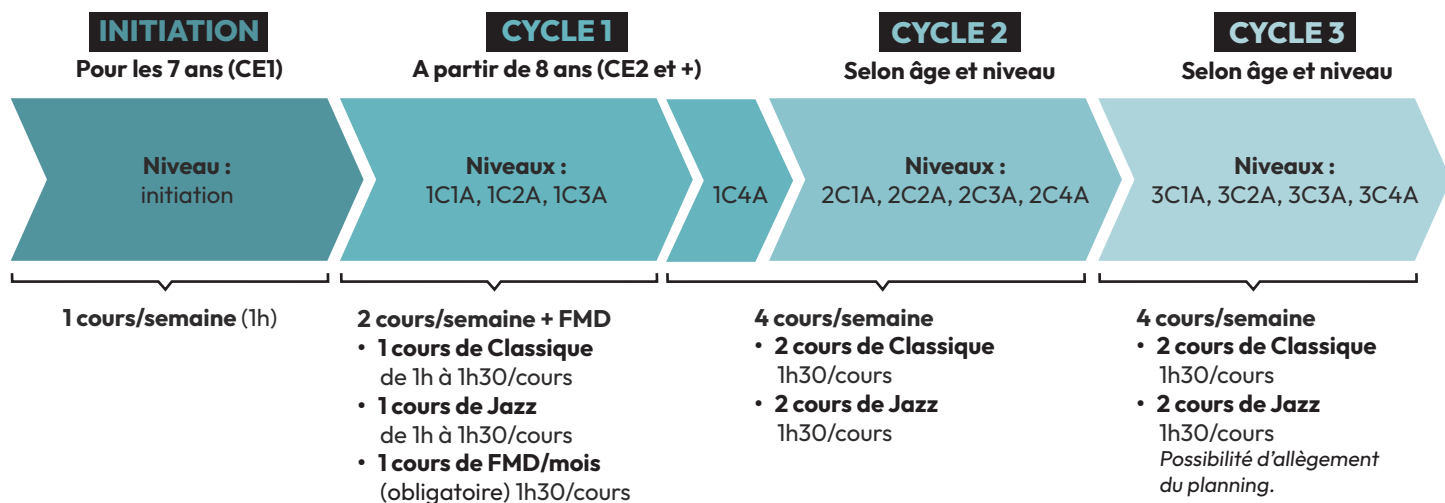 INITIATION
Pour les 7 ans (CE1)
Niveau :
initiation
1 cours/semaine (1h)
CYCLE 1
A partir de 8 ans (CE2 et +)
Niveaux :
1C1A, 1C2A, 1C3A
2 cours/semaine + FMD
• 1 cours de Classique
de 1h à 1h30/cours
• 1 cours de Jazz
de 1h à 1h30/cours
• 1 cours de FMD/mois
(obligatoire) 1h30/cours
1C4A
CYCLE 2
Selon âge et niveau
Niveaux :
2C1A, 2C2A, 2C3A, 2C4A
4 cours/semaine
• 2 cours de Classique
1h30/cours
• 2 cours de Jazz
1h30/cours
CYCLE 3
Selon âge et niveau
Niveaux :
3C1A, 3C2A, 3C3A, 3C4A
4 cours/semaine
• 2 cours de Classique
1h30/cours
• 2 cours de Jazz
1h30/cours
Possibilité d'allègement
du planning.